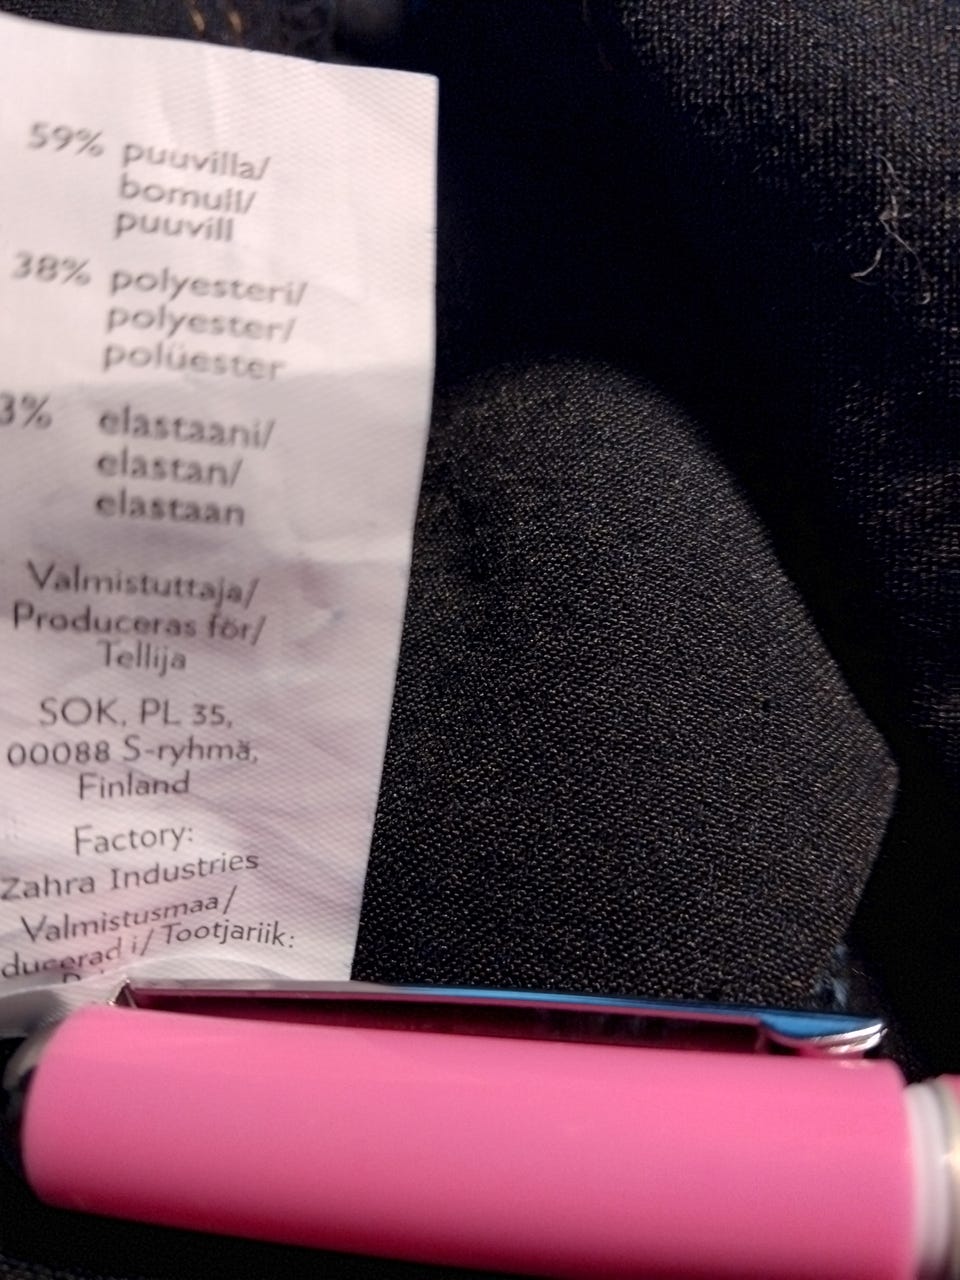 59% puuvilla/
bomull/
puuvill
38% polyesteri/
polyester/
polüester
3% elastaani/
elastan/
elastaan
Valmistuttaja/
Produceras för/
Tellija
SOK, PL 35,
00088 S-ryhmä,
Finland
Factory:
Zahra Industries
Valmistusmaa/
ducerad i/ Tootjariik: